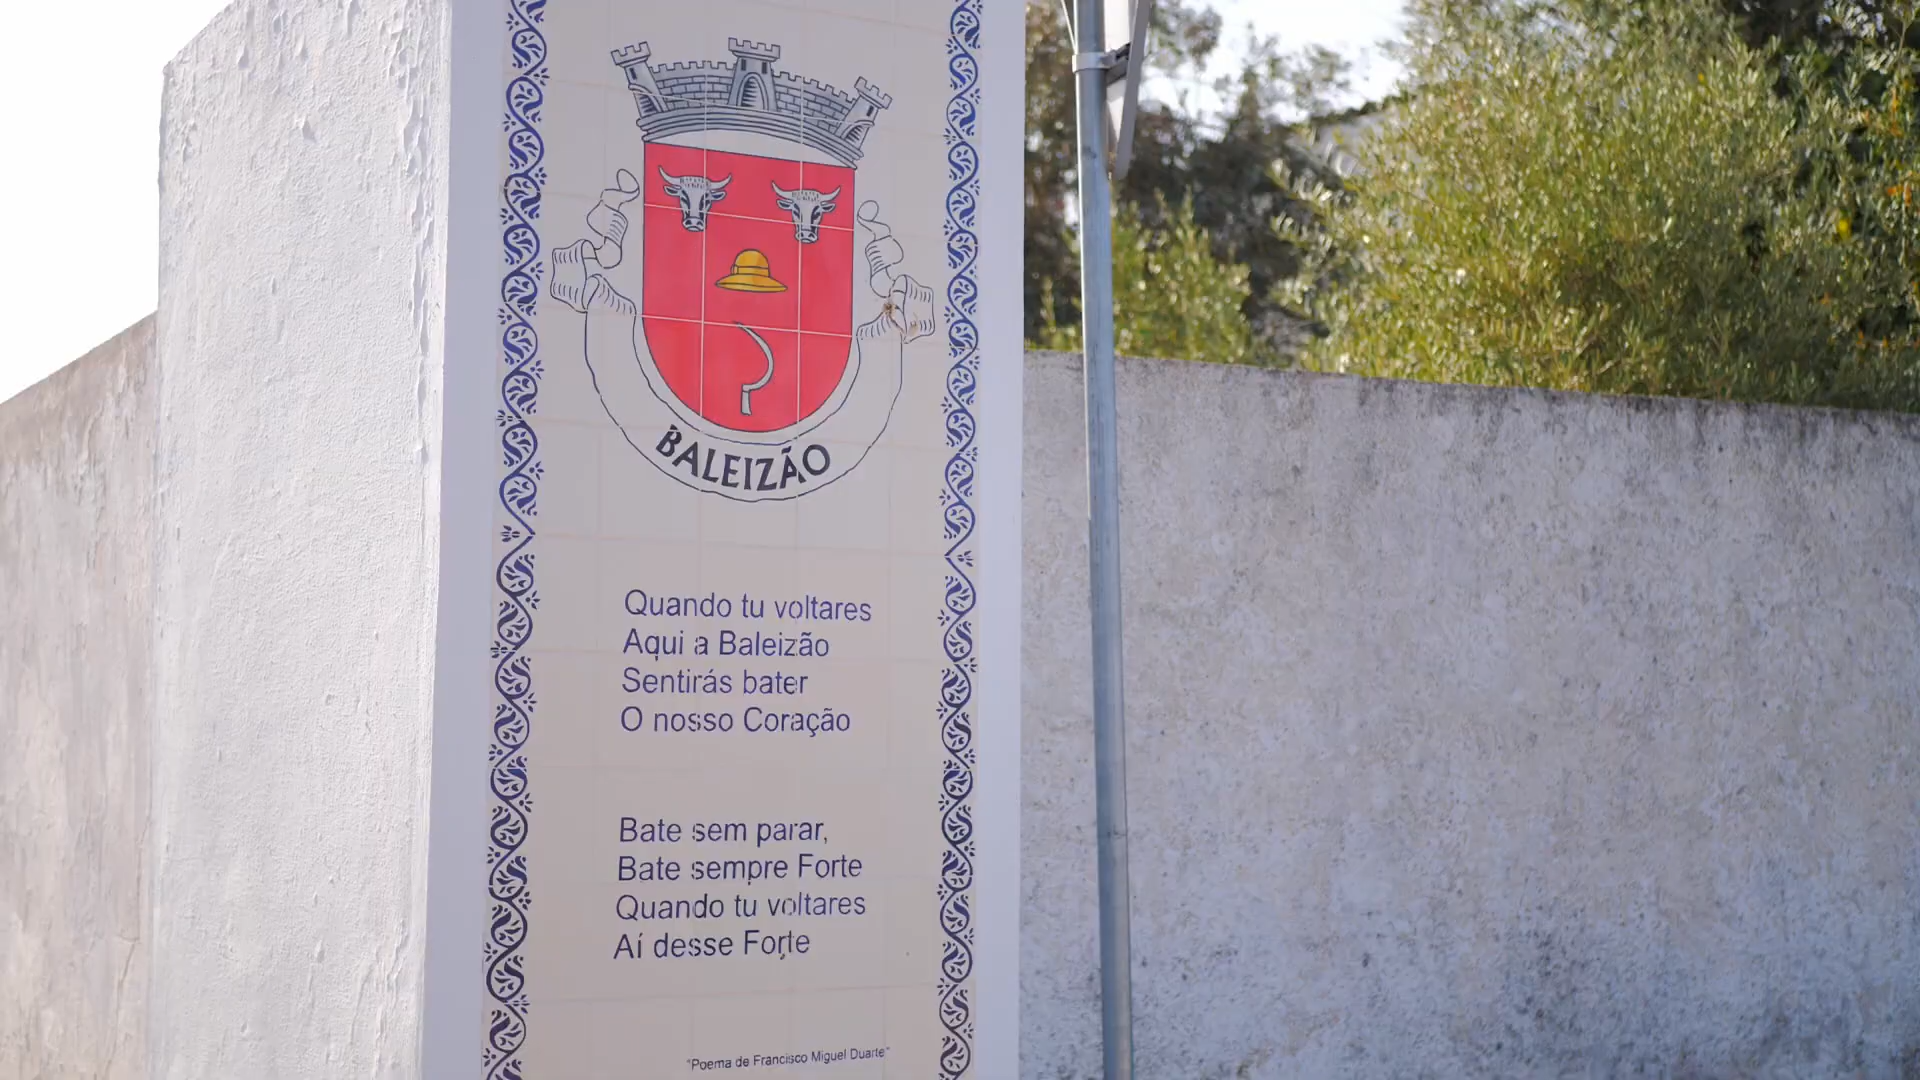 BALEIZÃO
Quando tu voltares
Aqui a Baleizão
Sentirás bater
O nosso Coração
Bate sem parar,
Bate sempre Forte
Quando tu voltares
Aí desse Forte
"Poema de Francisco Miguel Duarte"